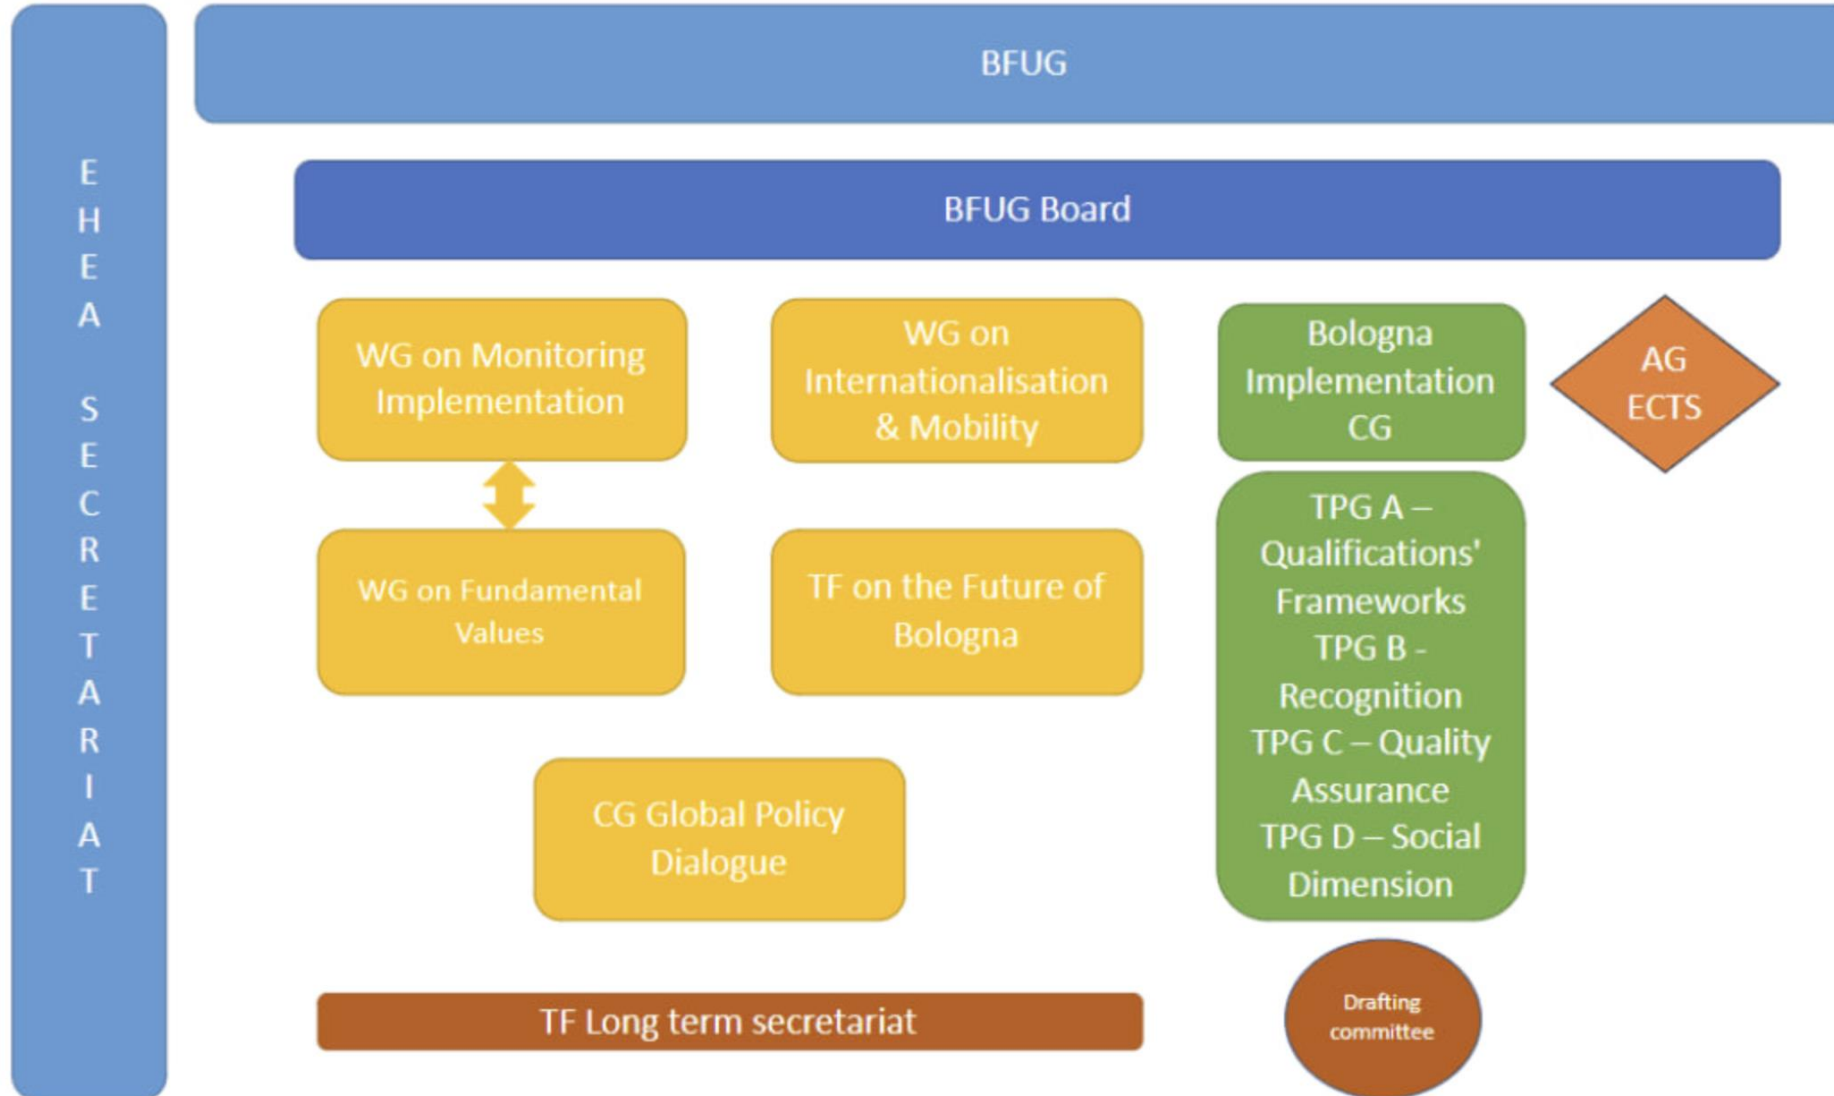 EHEA SECRETARIAT
BFUG
BFUG Board
WG on Monitoring
Implementation
WG on
Internationalisation
& Mobility
Bologna
Implementation
CG
AG
ECTS
WG on Fundamental
Values
TF on the Future of
Bologna
TPG A –
Qualifications'
Frameworks
TPG B -
Recognition
TPG C – Quality
Assurance
TPG D – Social
Dimension
CG Global Policy
Dialogue
TF Long term secretariat
Drafting
committee